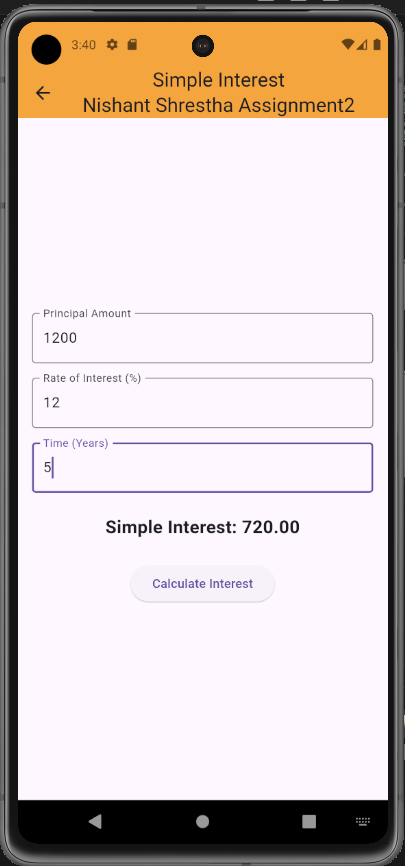 3:40
Simple Interest
Nishant Shrestha Assignment2
Principal Amount
1200
Rate of Interest (%)
12
Time (Years)
5
Simple Interest: 720.00
Calculate Interest